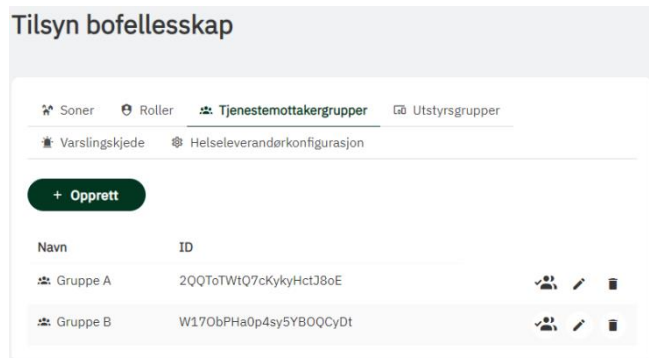 Tilsyn bofellesskap
Soner Roller Tjenestemottakergrupper Utstyrsgrupper
Varslingskjede Helseleverandørkonfigurasjon
+ Opprett
Navn ID
Gruppe A 2QQToTWtQ7cKykyHctJ8oE
Gruppe B W17ObPHa0p4sy5YBOQCyDt